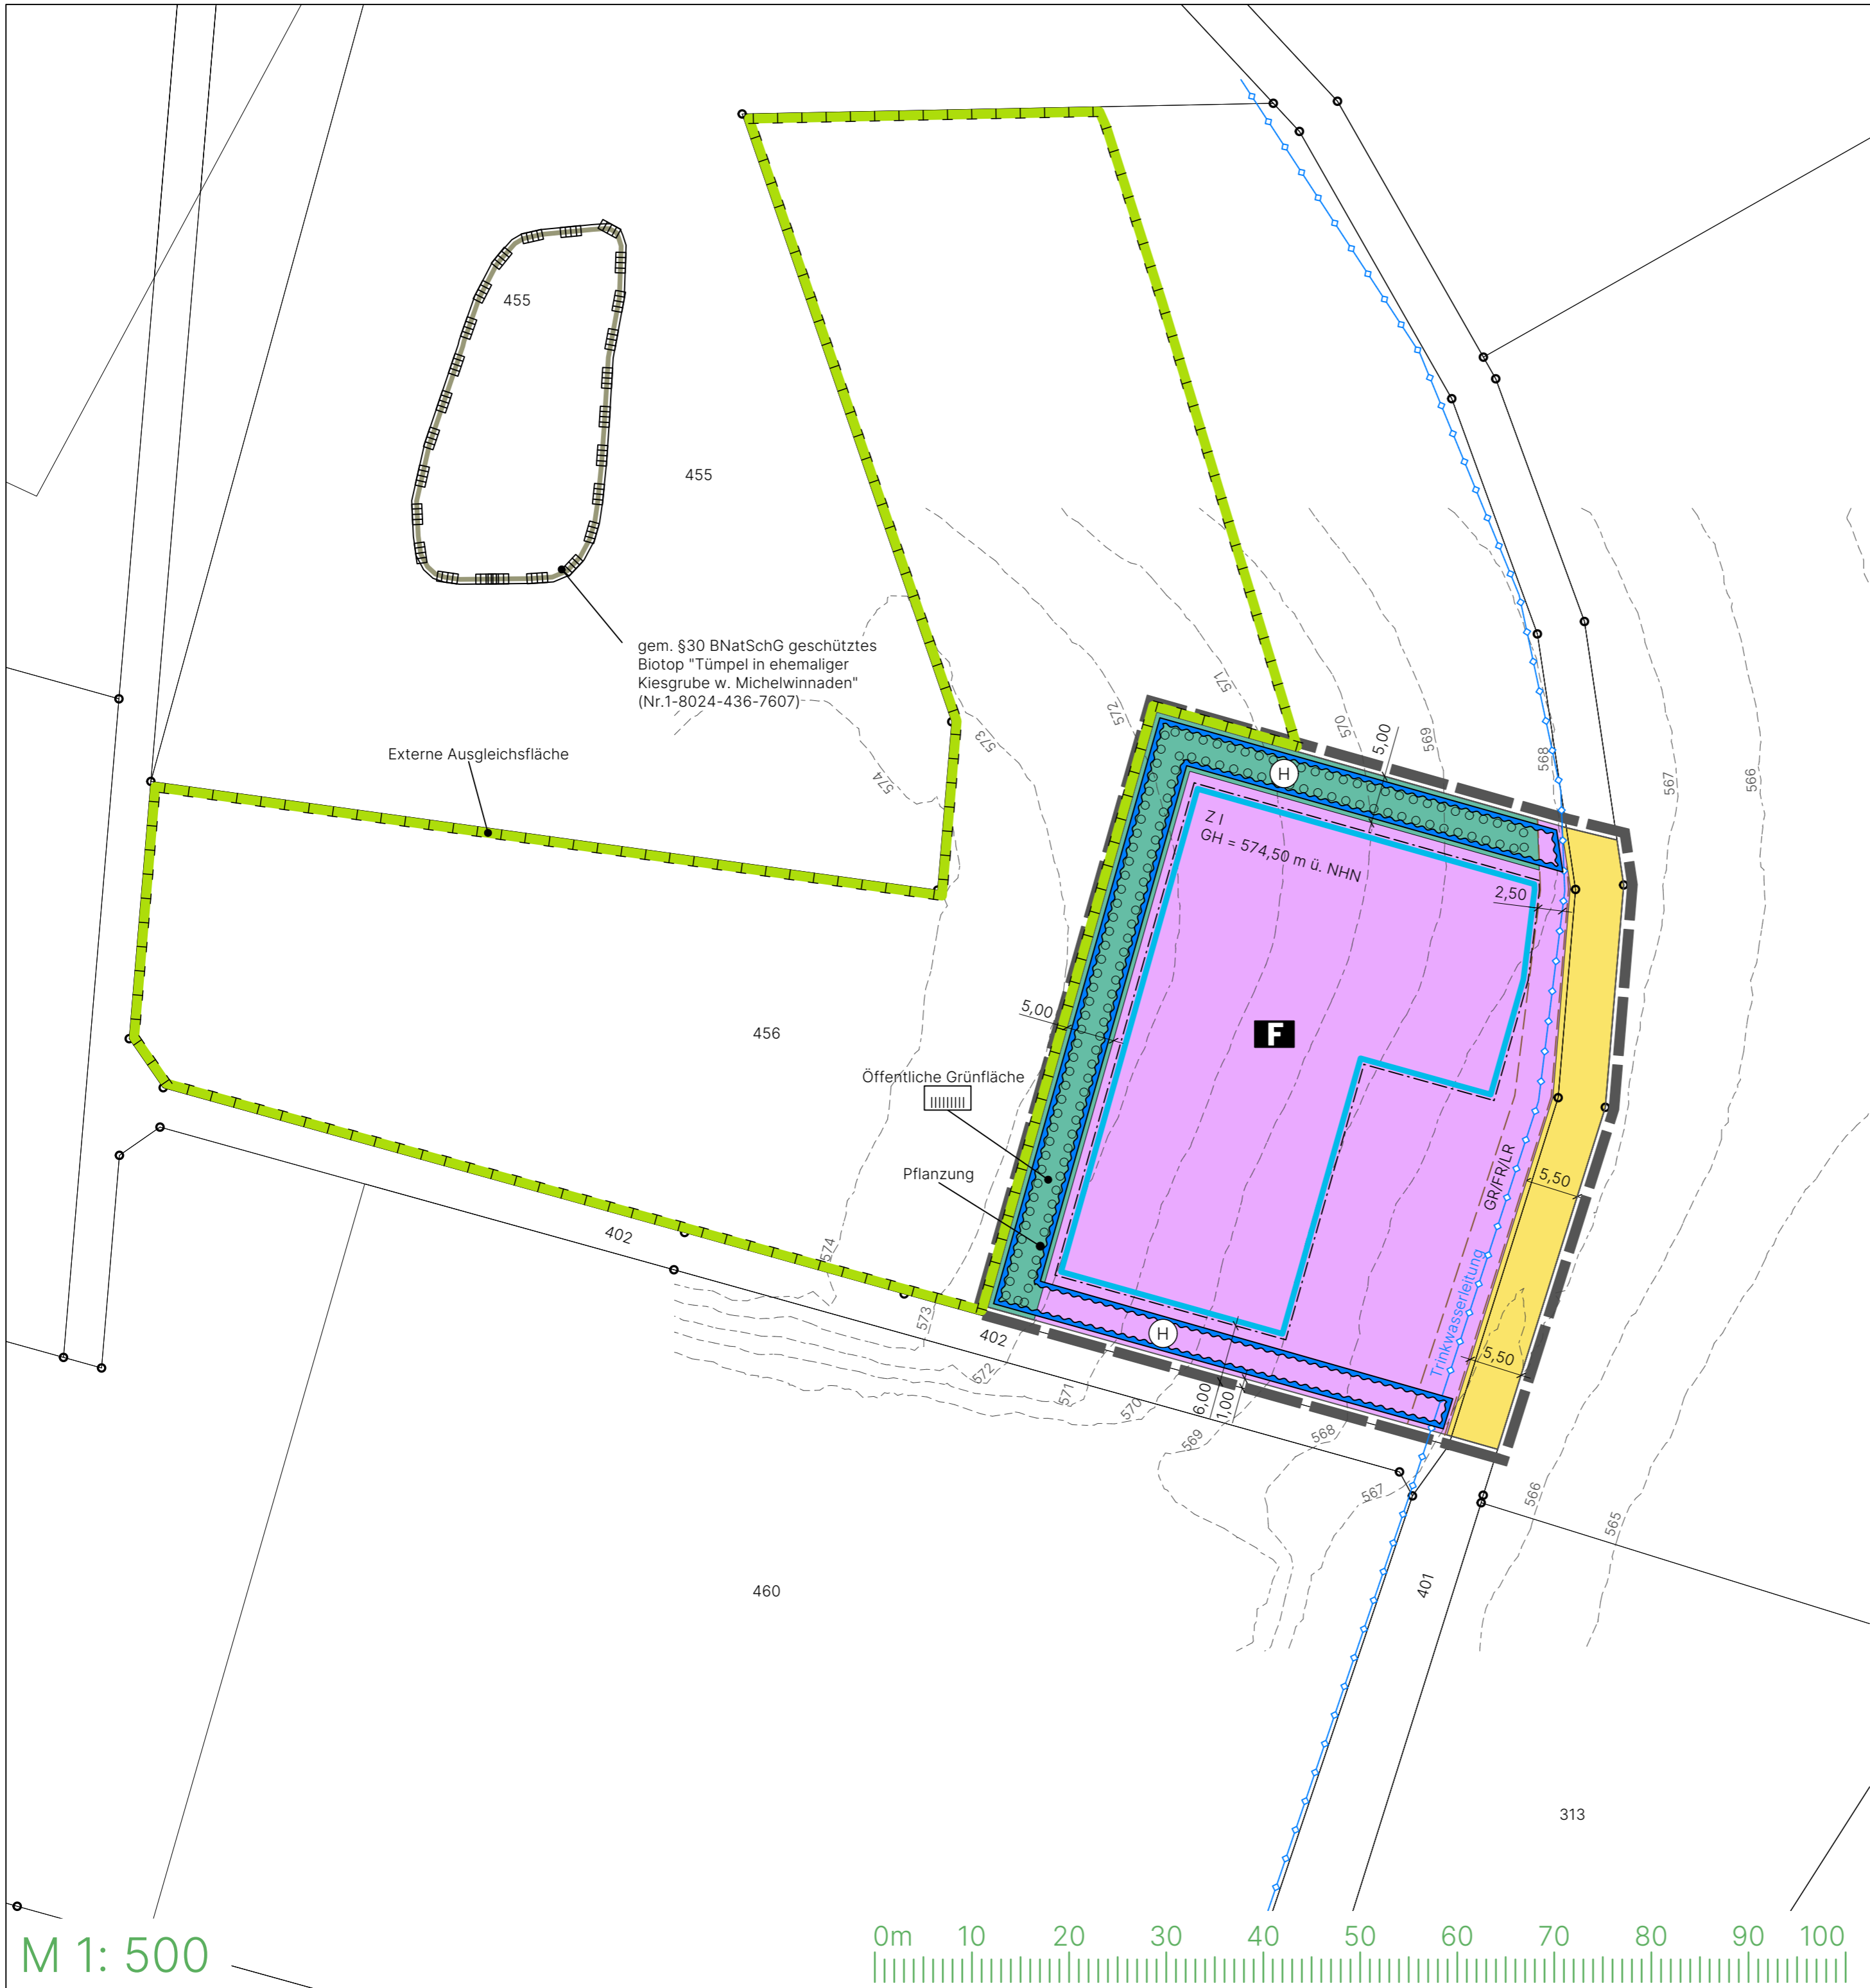 455
455
gem. §30 BNatSchG geschütztes
Biotop "Tümpel in ehemaliger
Kiesgrube w. Michelwinnaden"
(Nr.1-8024-436-7607)
571
572
573
574
570
5,00
569
568
567
566
Externe Ausgleichsfläche
H
Z I
GH = 574,50 m ü. NHN
2,50
5,00
456
F
Öffentliche Grünfläche
Pflanzung
GR/FR/LR
5,50
402
574
573
402
H
Trinkwasserleitung
5,50
572
571
570
6,00
1,00
569
568
567
566
565
460
401
313
M 1: 500
0m 10 20 30 40 50 60 70 80 90 100